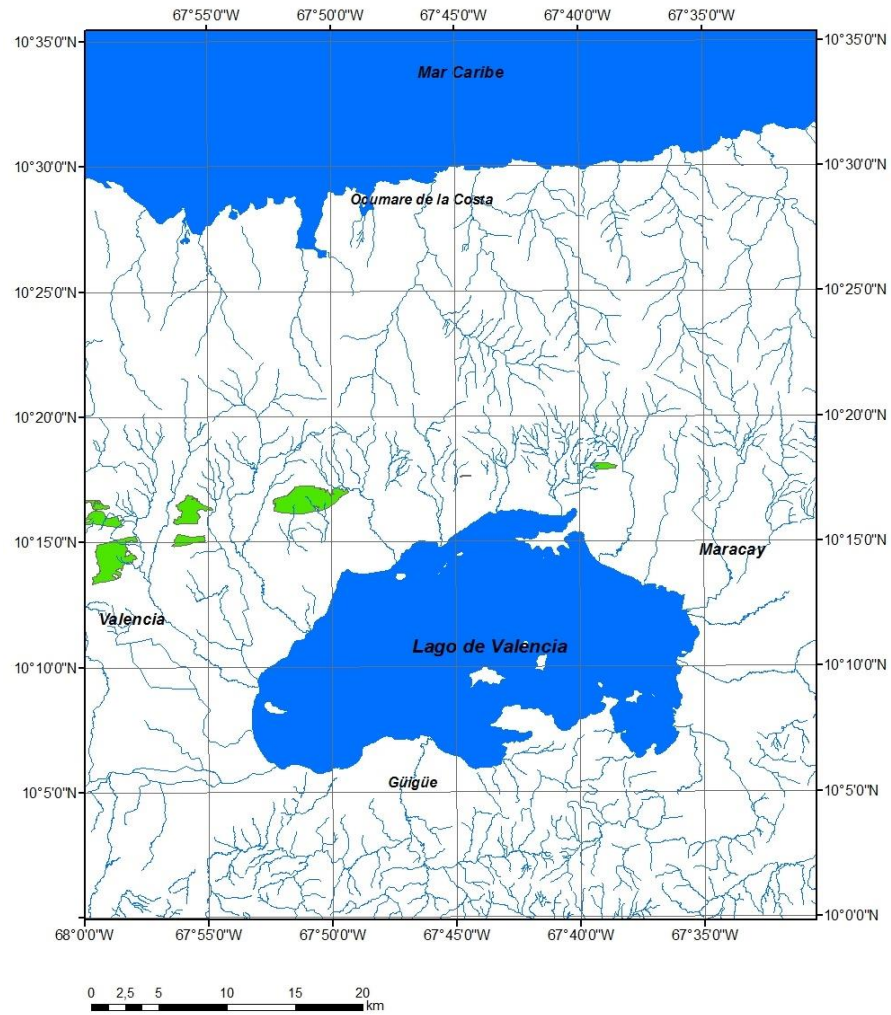 67°55'0"W 67°50'0"W 67°45'0"W 67°40'0"W 67°35'0"W
10°35'0"N 10°35'0"N
Mar Caribe
10°30'0"N 10°30'0"N
Ocumare de la Costa
10°25'0"N 10°25'0"N
10°20'0"N 10°20'0"N
10°15'0"N 10°15'0"N
Maracay
Valencia
Lago de Valencia
10°10'0"N 10°10'0"N
Güigüe
10°5'0"N 10°5'0"N
10°0'0"N
68°0'0"W 67°55'0"W 67°50'0"W 67°45'0"W 67°40'0"W 67°35'0"W
0 2,5 5 10 15 20
km